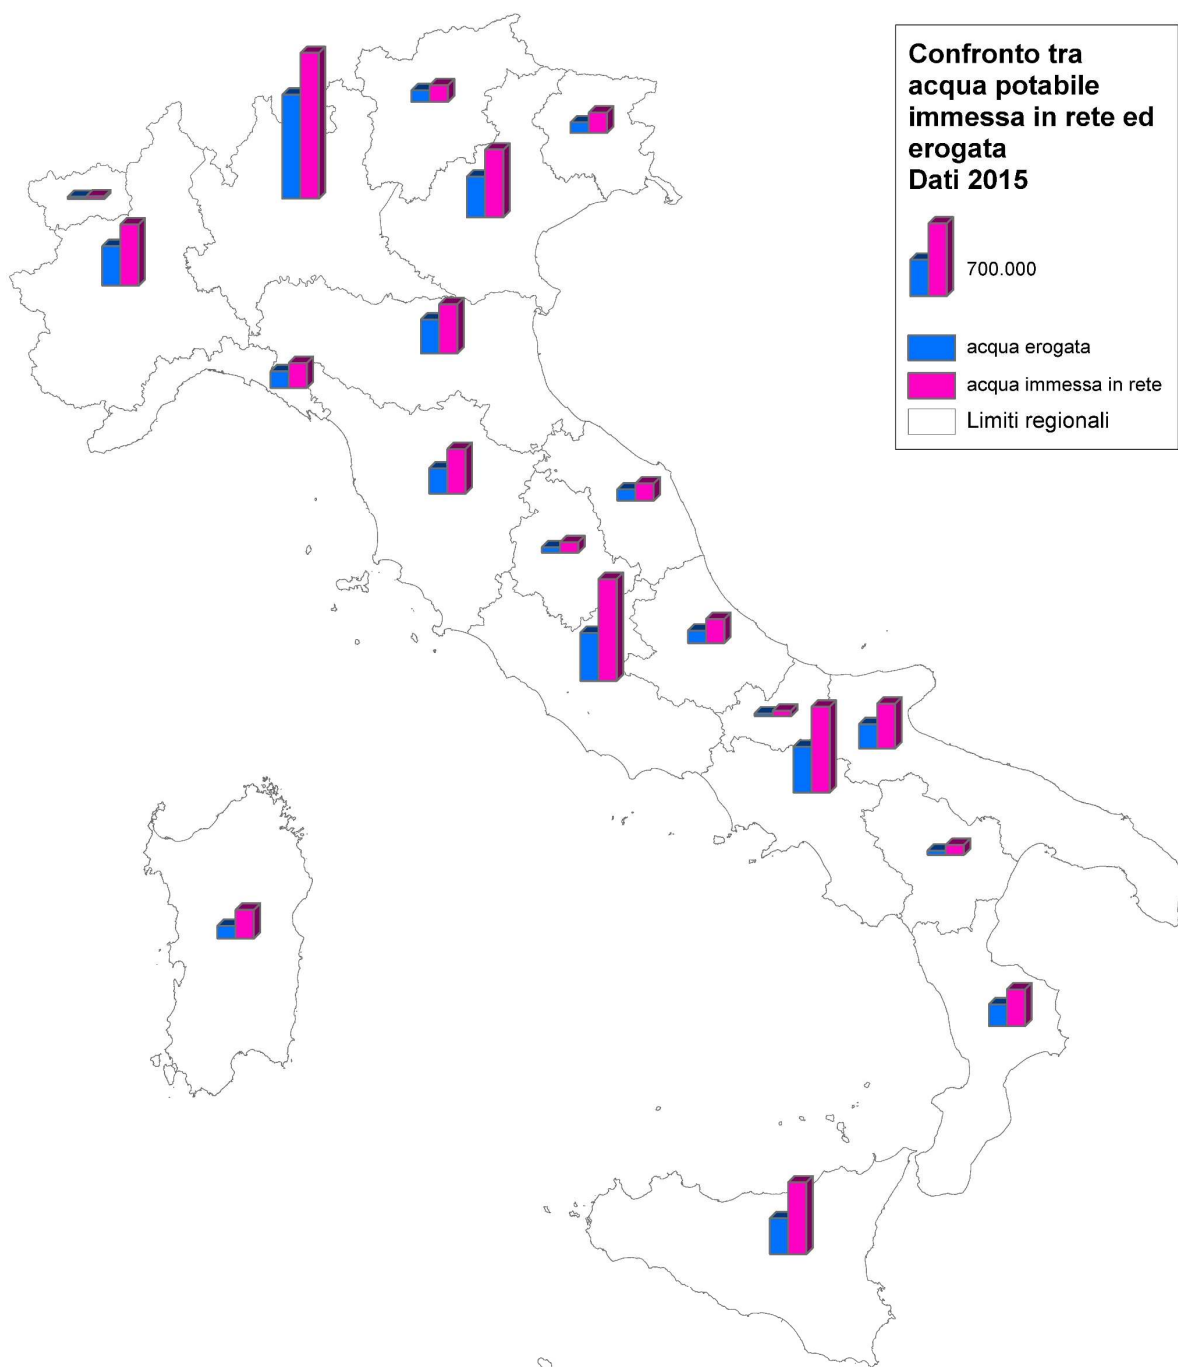 Confronto tra
acqua potabile
immessa in rete ed
erogata
Dati 2015
700.000
acqua erogata
acqua immessa in rete
Limiti regionali